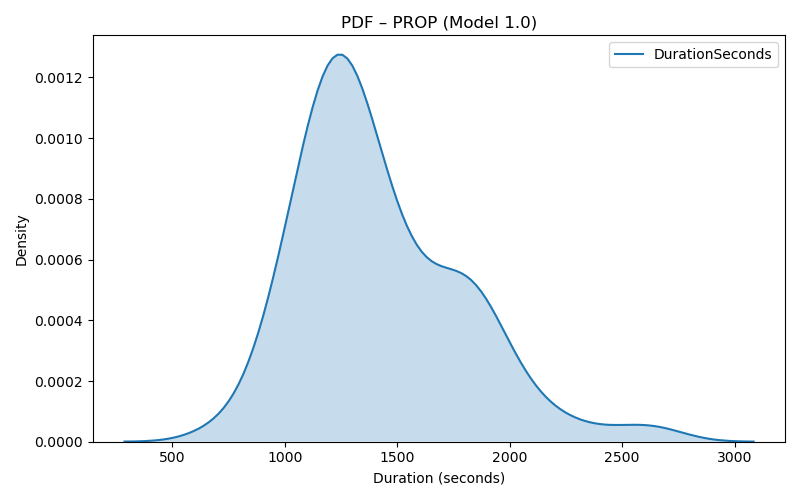 PDF – PROP (Model 1.0)
DurationSeconds
0.0012
0.0010
0.0008
0.0006
0.0004
0.0002
0.0000
Density
500 1000 1500 2000 2500 3000
Duration (seconds)